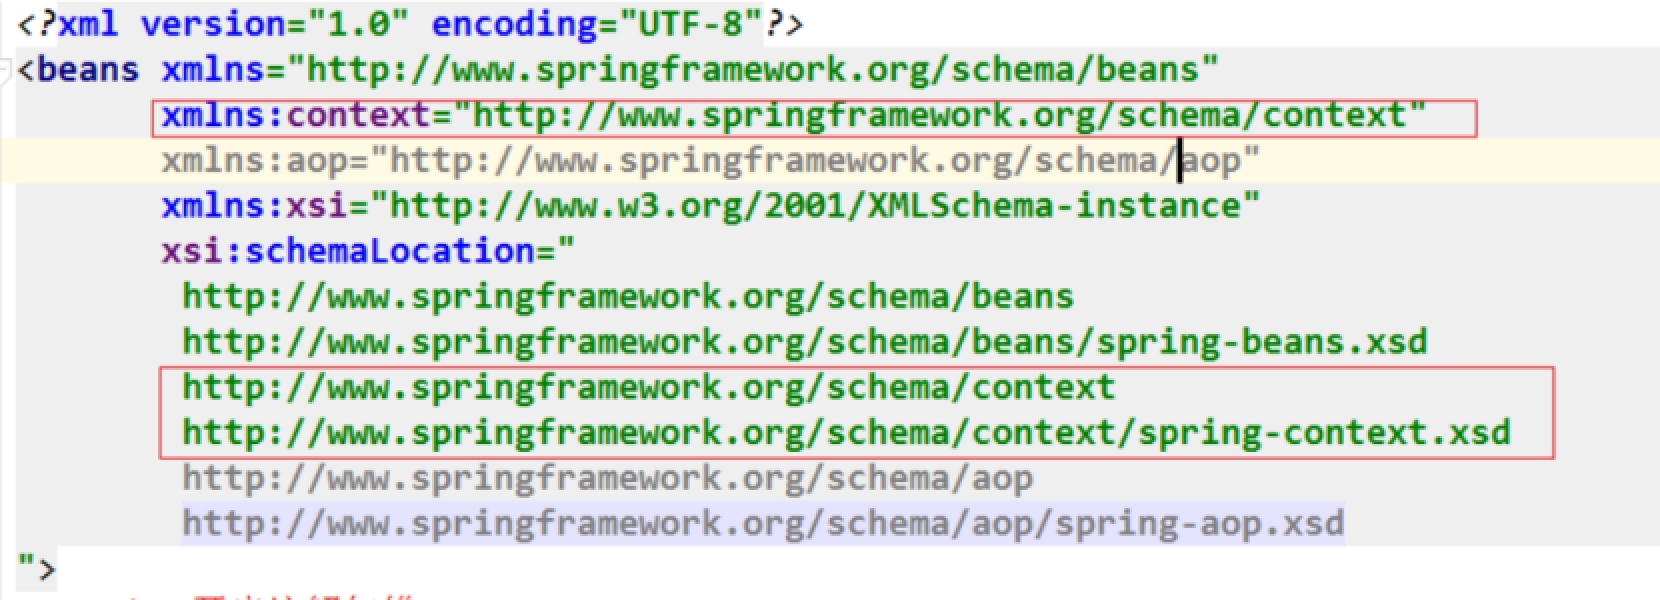 <?xml version="1.0" encoding="UTF-8"?>
<beans xmlns="http://www.springframework.org/schema/beans"
xmlns:context="http://www.springframework.org/schema/context"
xmlns:aop="http://www.springframework.org/schema/aop"
xmlns:xsi="http://www.w3.org/2001/XMLSchema-instance"
xsi:schemaLocation="
http://www.springframework.org/schema/beans
http://www.springframework.org/schema/beans/spring-beans.xsd
http://www.springframework.org/schema/context
http://www.springframework.org/schema/context/spring-context.xsd
http://www.springframework.org/schema/aop
http://www.springframework.org/schema/aop/spring-aop.xsd
">